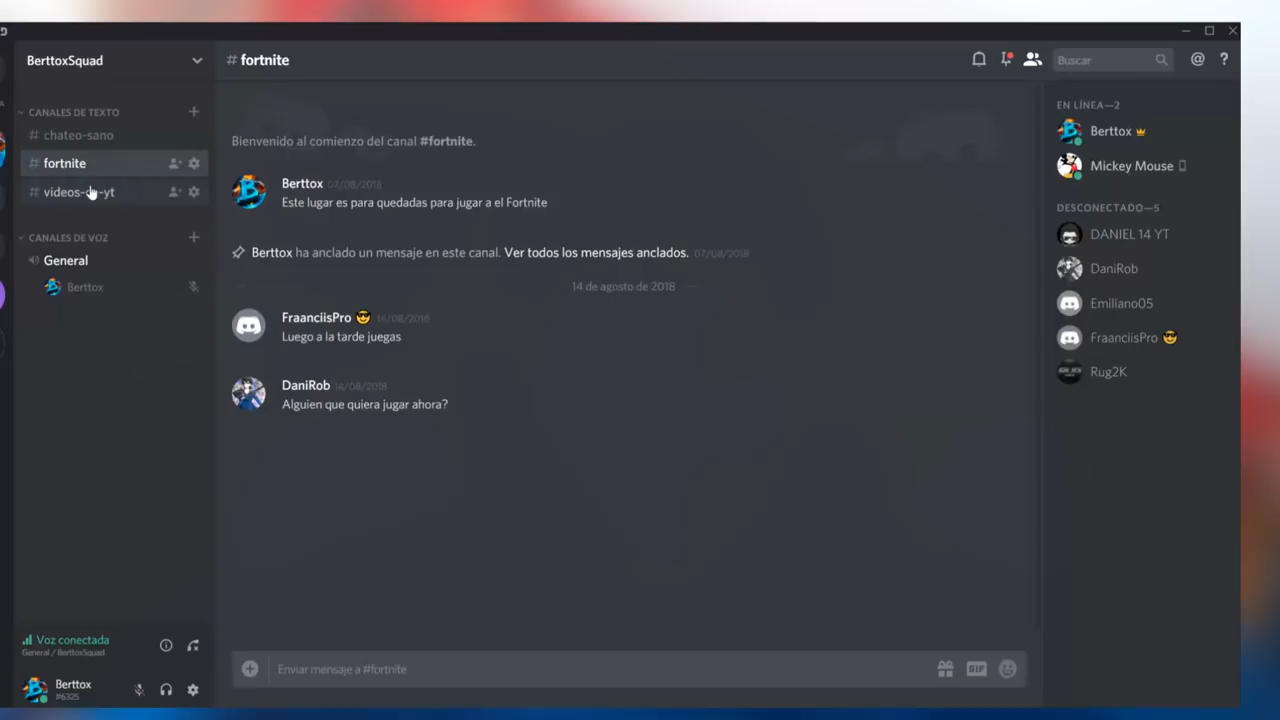 BerttoxSquad
CANALES DE TEXTO
# chateo-sano
# fortnite
# videos-de-yt
CANALES DE VOZ
General
Berttox
Voz conectada
General / BerttoxSquad
Berttox
#6325
# fortnite
Buscar
Bienvenido al comienzo del canal #fortnite.
Berttox 07/08/2018
Este lugar es para quedadas para jugar a el Fortnite
Berttox ha anclado un mensaje en este canal. Ver todos los mensajes anclados. 07/08/2018
14 de agosto de 2018
FraanciisPro 😎 14/08/2018
Luego a la tarde juegas
DaniRob 14/08/2018
Alguien que quiera jugar ahora?
Enviar mensaje a #fortnite
GIF
EN LÍNEA—2
Berttox
Mickey Mouse
DESCONECTADO—5
DANIEL 14 YT
DaniRob
Emiliano05
FraanciisPro 😎
Rug2K